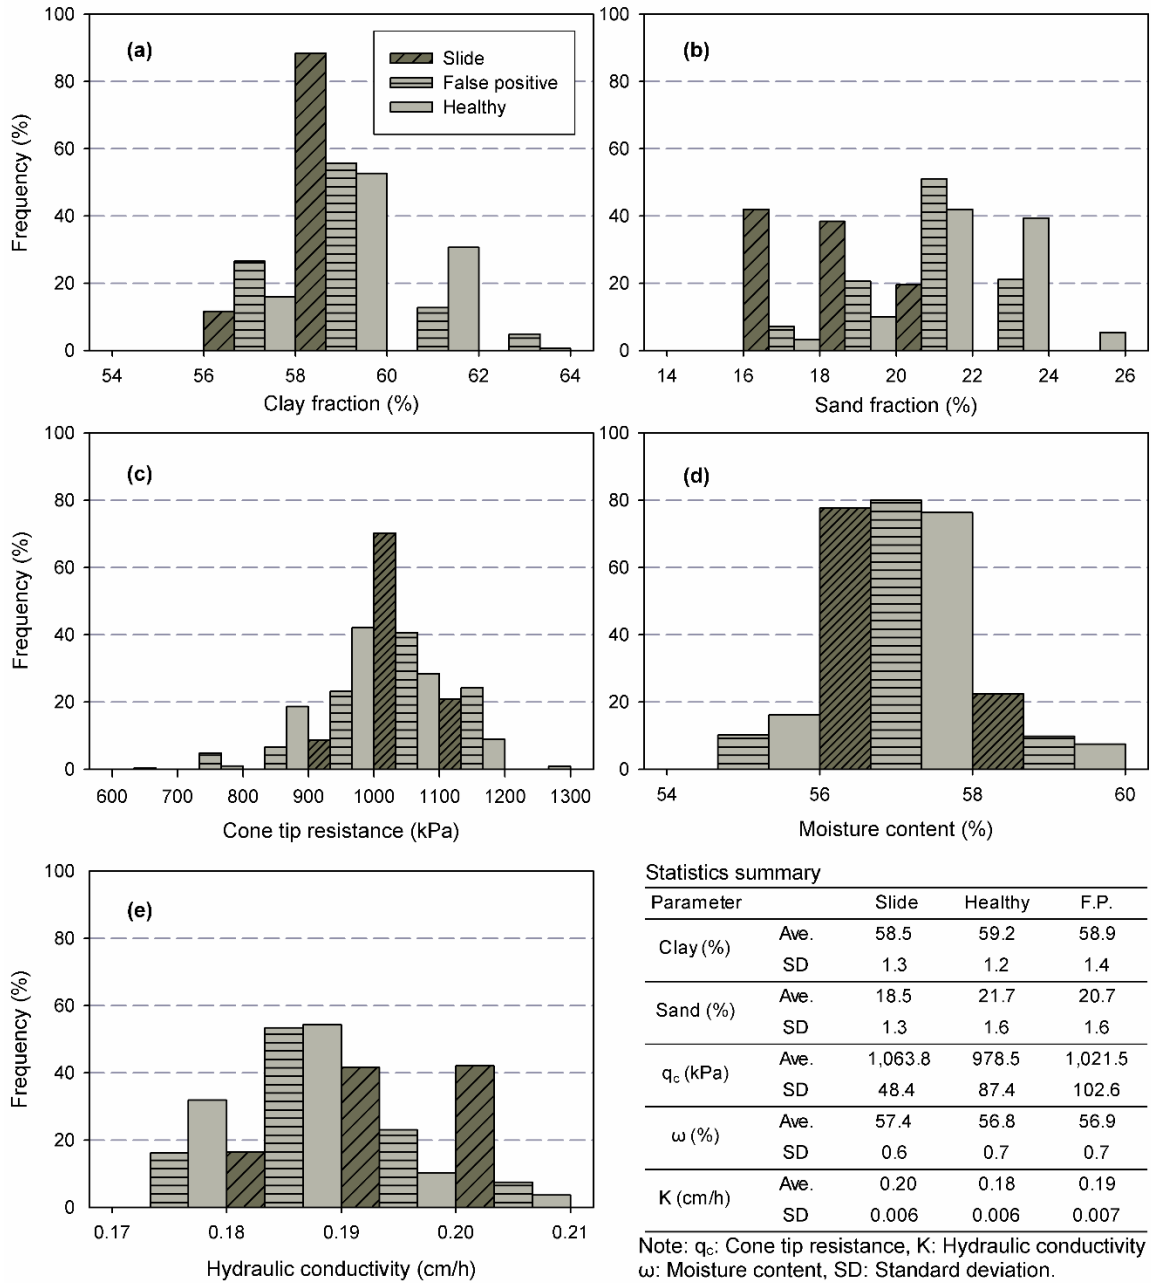 100
80
60
40
20
0
Frequency (%)
(a)
Slide
False positive
Healthy
54 56 58 60 62 64
Clay fraction (%)
100
80
60
40
20
0
(b)
14 16 18 20 22 24 26
Sand fraction (%)
100
80
60
40
20
0
Frequency (%)
(c)
600 700 800 900 1000 1100 1200 1300
Cone tip resistance (kPa)
100
80
60
40
20
0
(d)
54 56 58 60
Moisture content (%)
100
80
60
40
20
0
Frequency (%)
(e)
0.17 0.18 0.19 0.20 0.21
Hydraulic conductivity (cm/h)
Statistics summary
Parameter Slide Healthy F.P.
Clay (%) Ave. 58.5 59.2 58.9
SD 1.3 1.2 1.4
Sand (%) Ave. 18.5 21.7 20.7
SD 1.3 1.6 1.6
qc (kPa) Ave. 1,063.8 978.5 1,021.5
SD 48.4 87.4 102.6
ω (%) Ave. 57.4 56.8 56.9
SD 0.6 0.7 0.7
K (cm/h) Ave. 0.20 0.18 0.19
SD 0.006 0.006 0.007
Note: qc: Cone tip resistance, K: Hydraulic conductivity
ω: Moisture content, SD: Standard deviation.